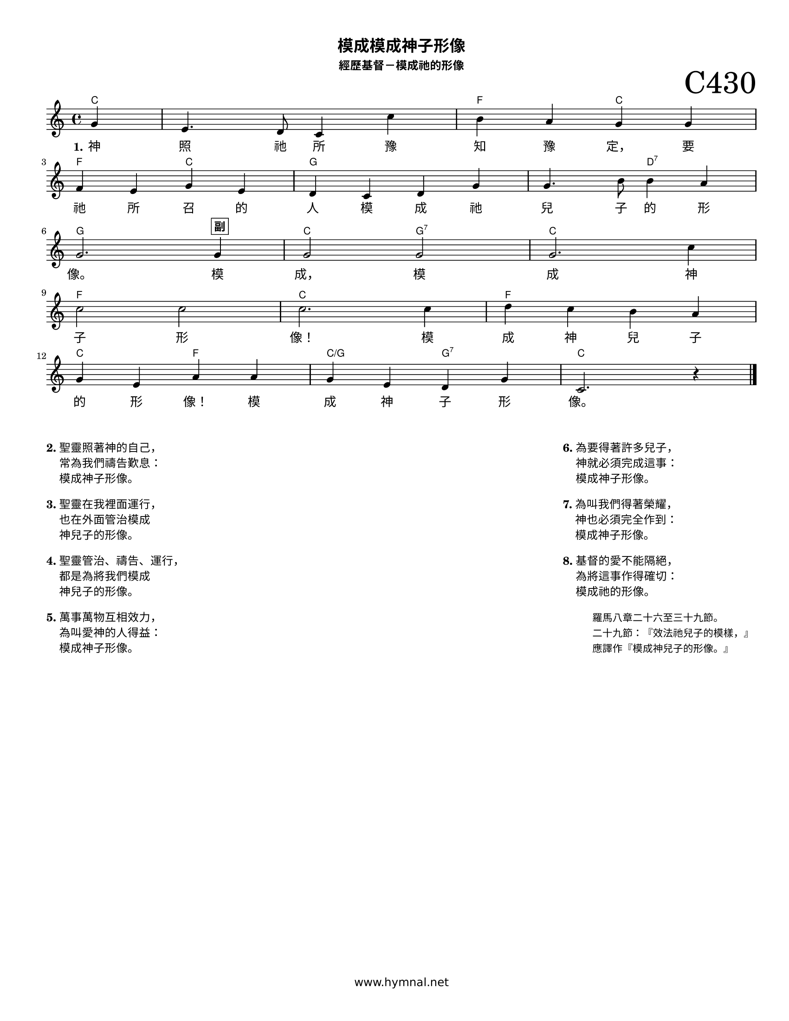 模成模成神子形像
經歷基督－模成祂的形像
C430
C F C
1. 神 照 祂 所 豫 知 豫 定， 要
3 F C G D7
祂 所 召 的 人 模 成 祂 兒 子 的 形
6 G 副 C G7 C
像。 模 成， 模 成 神
9 F C F
子 形 像！ 模 成 神 兒 子
12 C F C/G G7 C
的 形 像！ 模 成 神 子 形 像。
2. 聖靈照著神的自己，
常為我們禱告歎息：
模成神子形像。
3. 聖靈在我裡面運行，
也在外面管治模成
神兒子的形像。
4. 聖靈管治、禱告、運行，
都是為將我們模成
神兒子的形像。
5. 萬事萬物互相效力，
為叫愛神的人得益：
模成神子形像。
6. 為要得著許多兒子，
神就必須完成這事：
模成神子形像。
7. 為叫我們得著榮耀，
神也必須完全作到：
模成神子形像。
8. 基督的愛不能隔絕，
為將這事作得確切：
模成祂的形像。
羅馬八章二十六至三十九節。
二十九節：『效法祂兒子的模樣，』
應譯作『模成神兒子的形像。』
www.hymnal.net